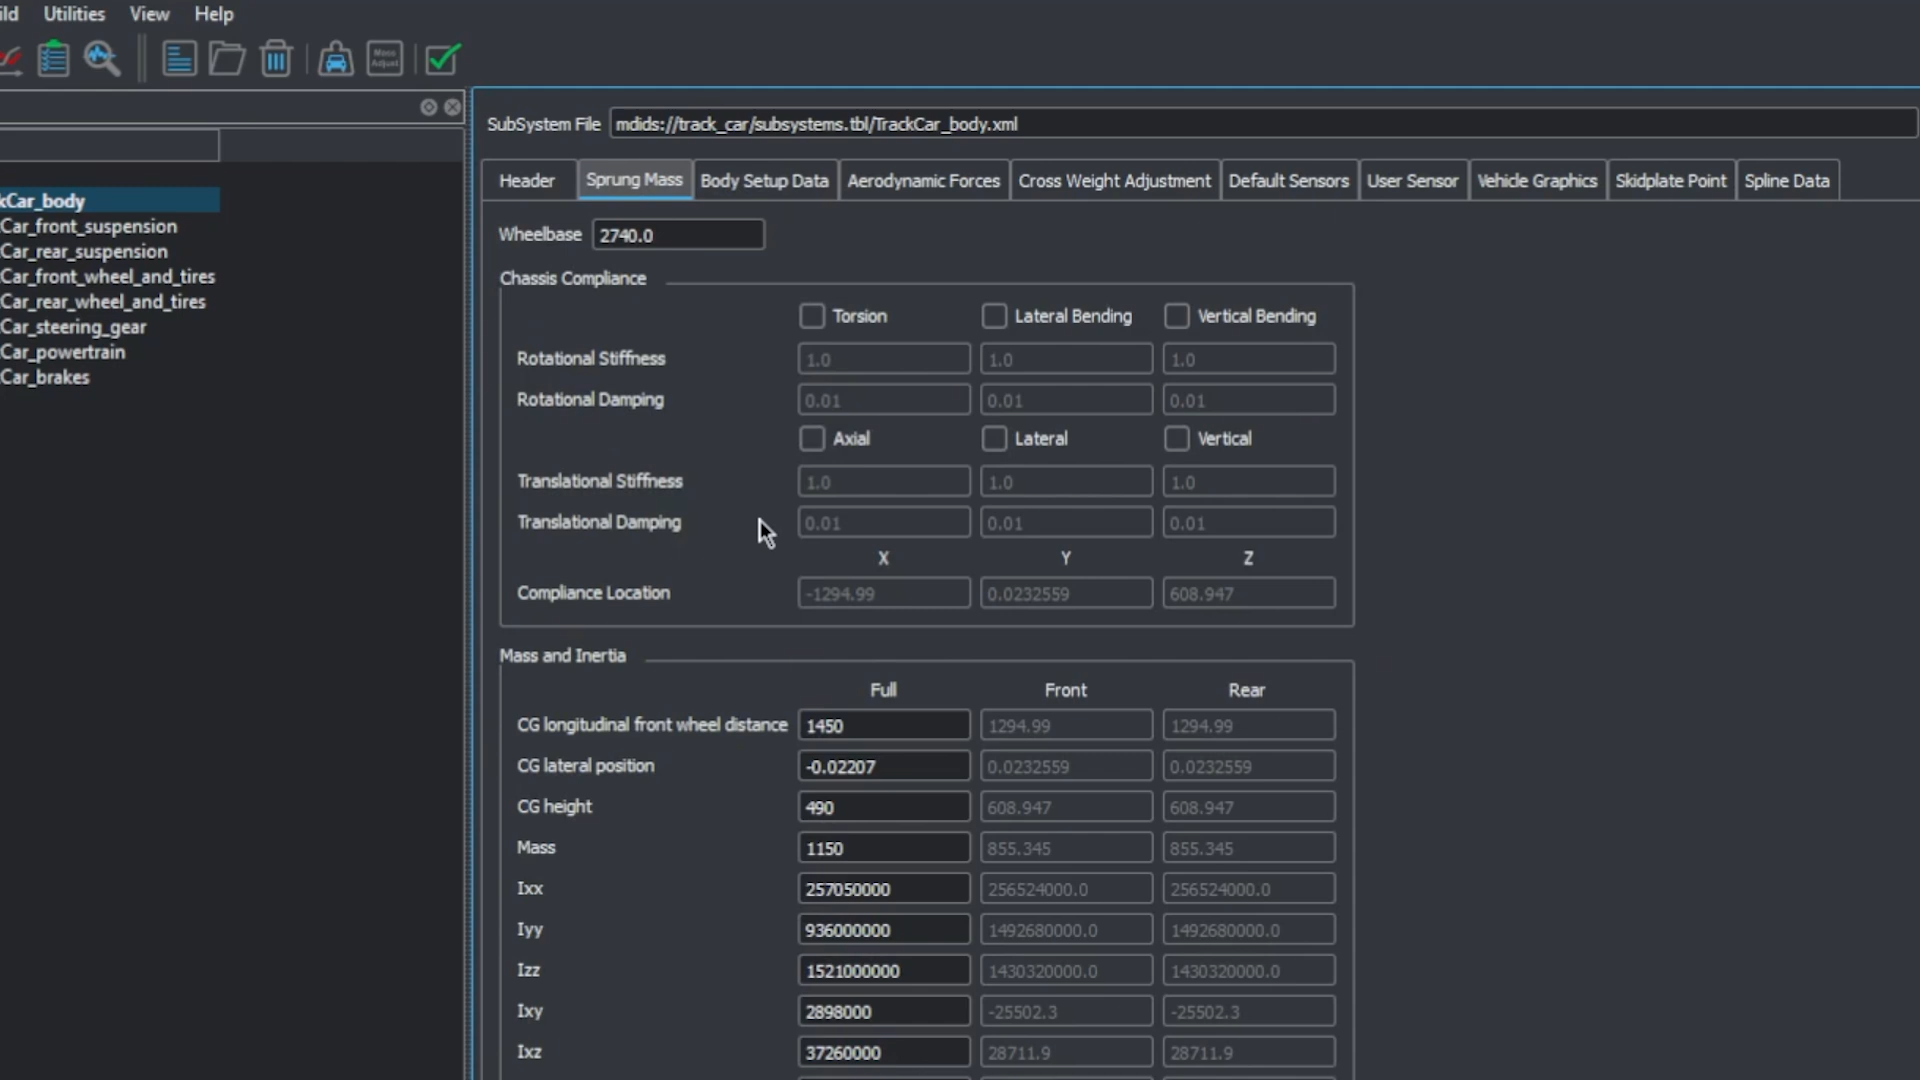 ild Utilities View Help
Mass Adjust
SubSystem File mdids://track_car/subsystems.tbl/TrackCar_body.xml
Header Sprung Mass Body Setup Data Aerodynamic Forces Cross Weight Adjustment Default Sensors User Sensor Vehicle Graphics Skidplate Point Spline Data
kCar_body
Car_front_suspension
Car_rear_suspension
Car_front_wheel_and_tires
Car_rear_wheel_and_tires
Car_steering_gear
Car_powertrain
Car_brakes
Wheelbase 2740.0
Chassis Compliance
Torsion Lateral Bending Vertical Bending
Rotational Stiffness 1.0 1.0 1.0
Rotational Damping 0.01 0.01 0.01
Axial Lateral Vertical
Translational Stiffness 1.0 1.0 1.0
Translational Damping 0.01 0.01 0.01
X Y Z
Compliance Location -1294.99 0.0232559 608.947
Mass and Inertia
Full Front Rear
CG longitudinal front wheel distance 1450 1294.99 1294.99
CG lateral position -0.02207 0.0232559 0.0232559
CG height 490 608.947 608.947
Mass 1150 855.345 855.345
Ixx 257050000 256524000.0 256524000.0
Iyy 936000000 1492680000.0 1492680000.0
Izz 1521000000 1430320000.0 1430320000.0
Ixy 2898000 -25502.3 -25502.3
Ixz 37260000 28711.9 28711.9